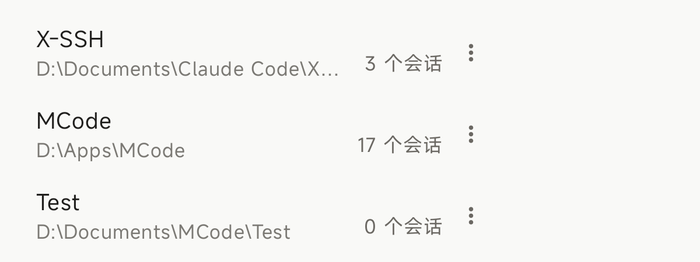 X-SSH
D:\Documents\Claude Code\X... 3 个会话
MCode
D:\Apps\MCode 17 个会话
Test
D:\Documents\MCode\Test 0 个会话